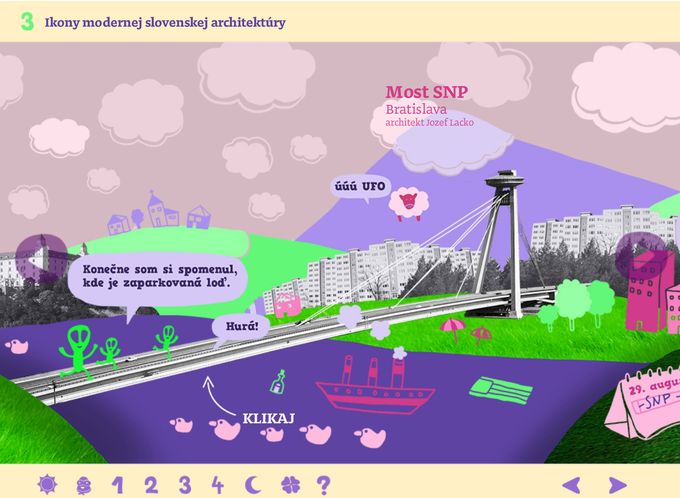 3 Ikony modernej slovenskej architektúry
Most SNP
Bratislava
architekt Jozef Lacko
úúú UFO
Konečne som si spomenul,
kde je zaparkovaná loď.
Hurá!
KLIKAJ
29. augu
-SNP-
1 2 3 4 ?